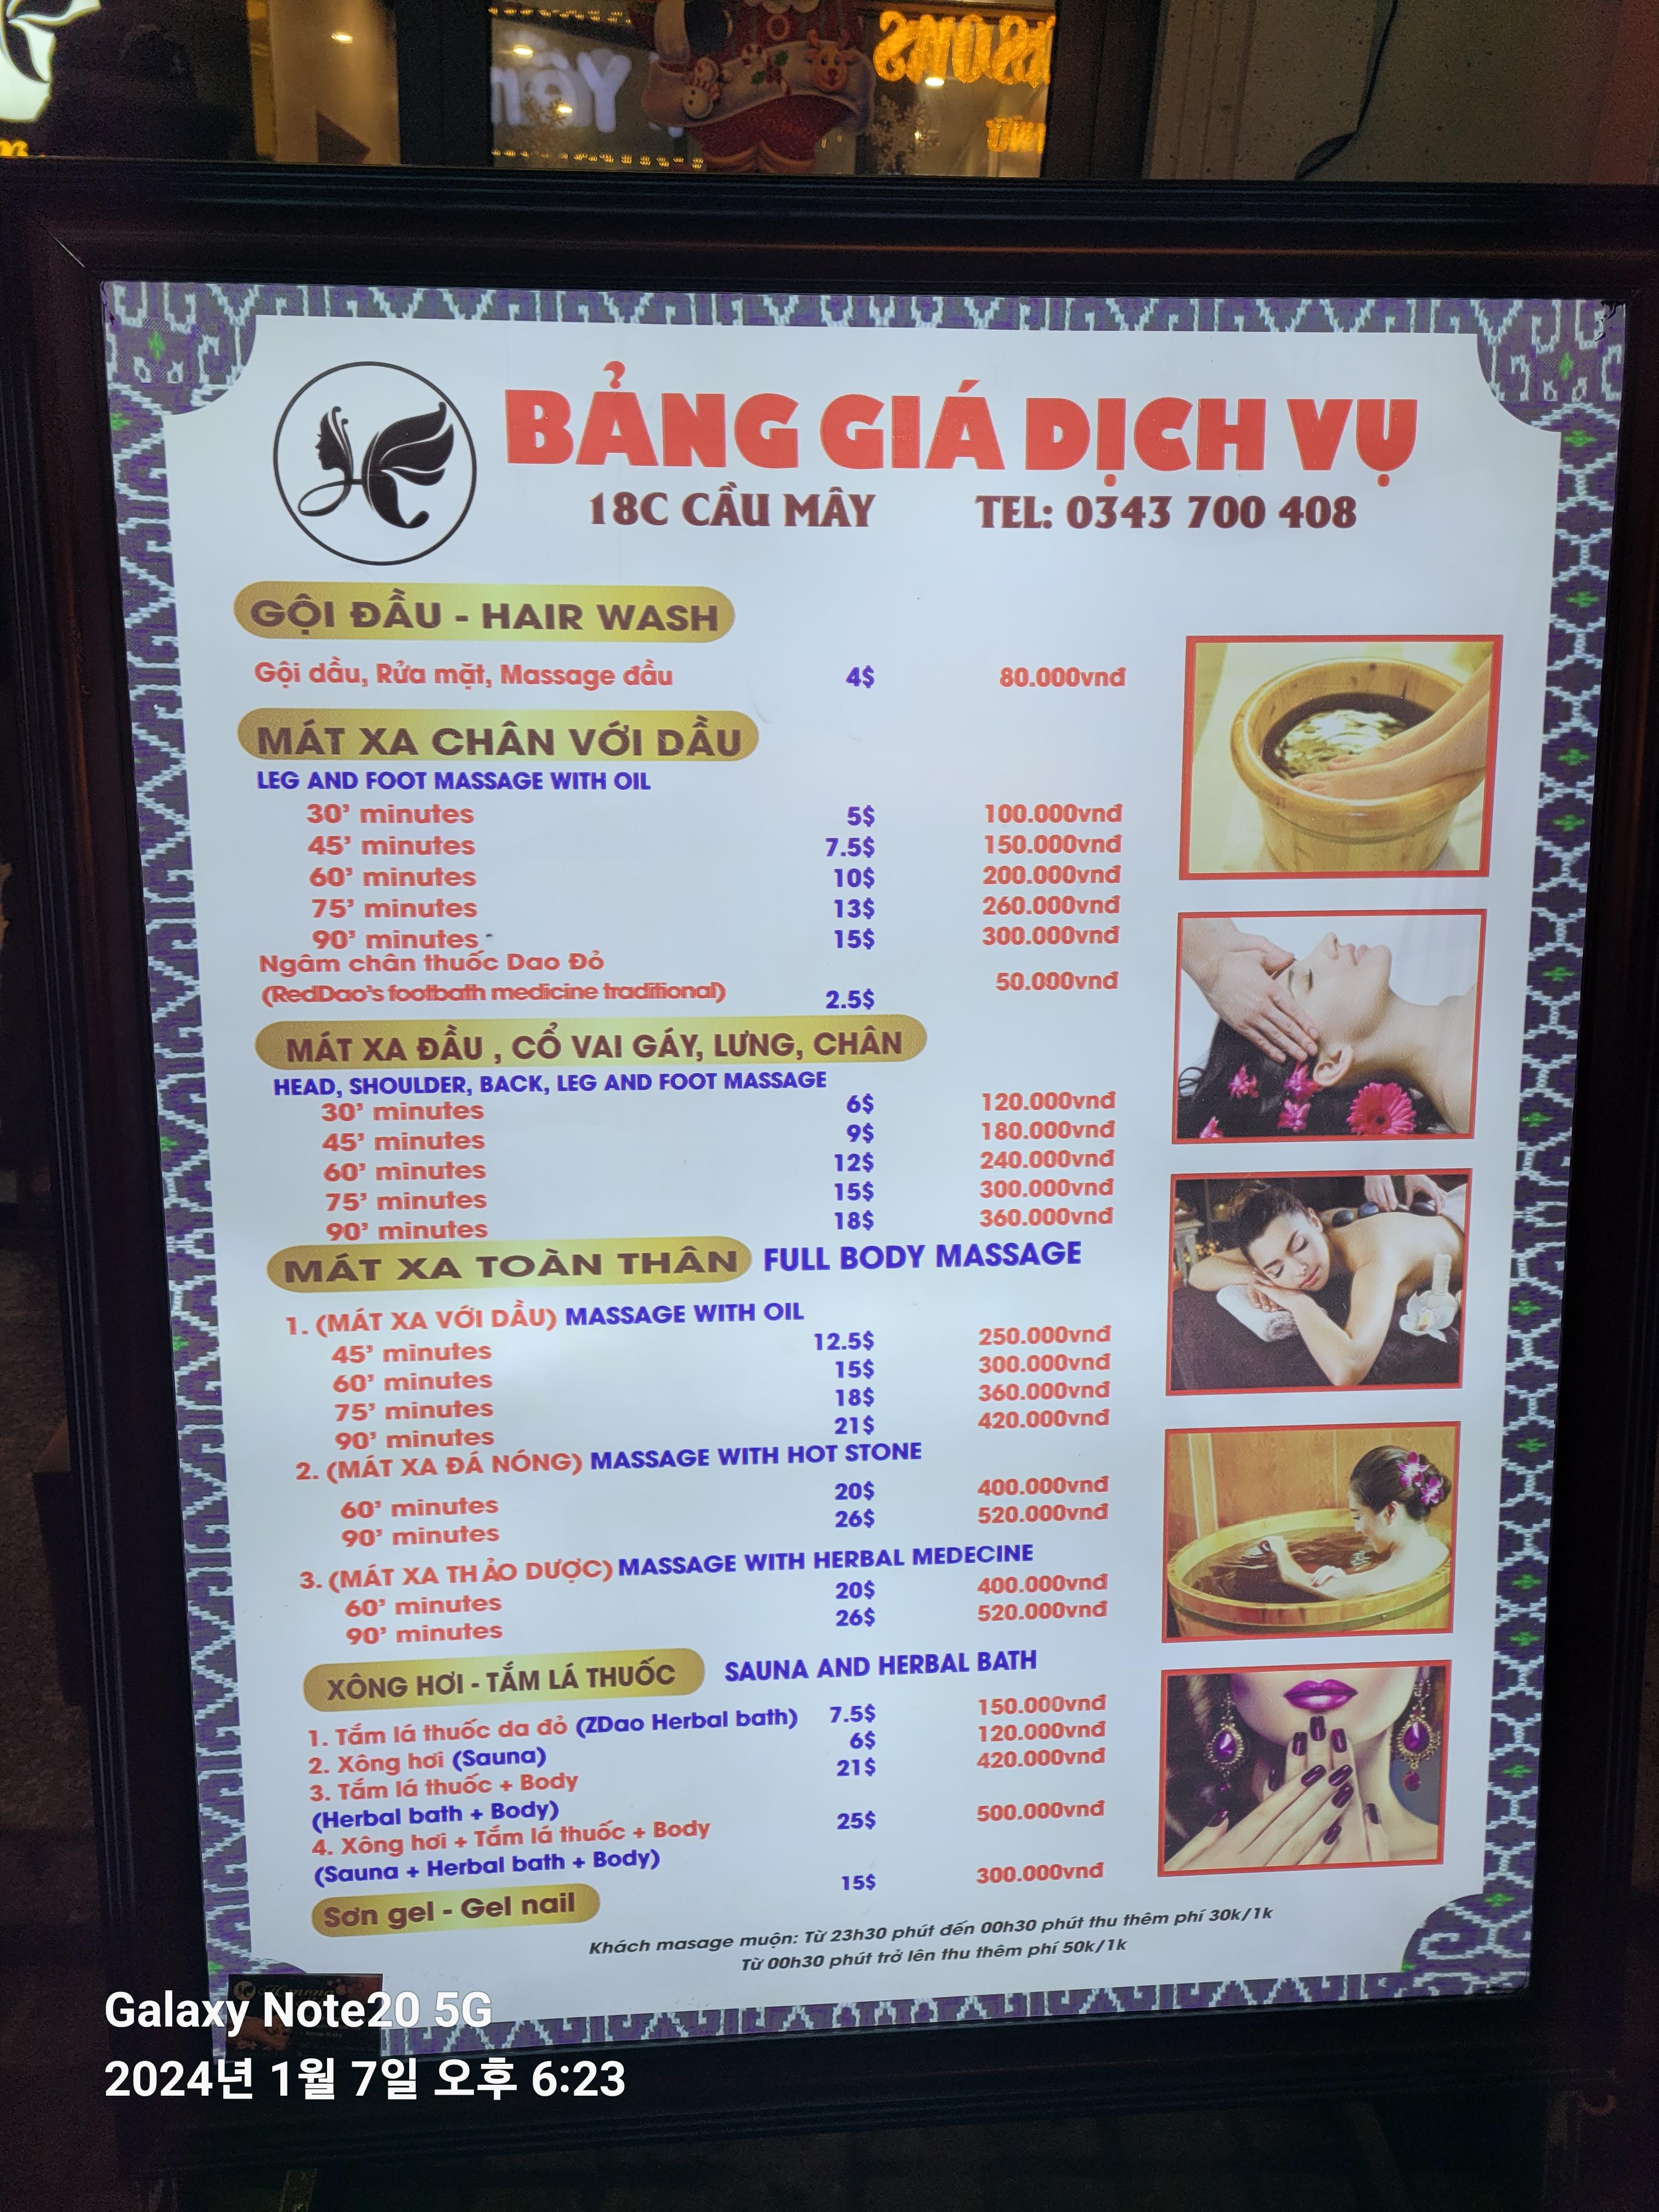 Yên
BẢNG GIÁ DỊCH VỤ
18C CẦU MÂY TEL: 0343 700 408
GỘI ĐẦU - HAIR WASH
Gội dầu, Rửa mặt, Massage đầu 4$ 80.000vnđ
MÁT XA CHÂN VỚI DẦU
LEG AND FOOT MASSAGE WITH OIL
30' minutes 5$ 100.000vnđ
45' minutes 7.5$ 150.000vnđ
60' minutes 10$ 200.000vnđ
75' minutes 13$ 260.000vnđ
90' minutes 15$ 300.000vnđ
Ngâm chân thuốc Dao Đỏ
(RedDao's footbath medicine traditional) 2.5$ 50.000vnđ
MÁT XA ĐẦU , CỔ VAI GÁY, LƯNG, CHÂN
HEAD, SHOULDER, BACK, LEG AND FOOT MASSAGE
30' minutes 6$ 120.000vnđ
45' minutes 9$ 180.000vnđ
60' minutes 12$ 240.000vnđ
75' minutes 15$ 300.000vnđ
90' minutes 18$ 360.000vnđ
MÁT XA TOÀN THÂN FULL BODY MASSAGE
1. (MÁT XA VỚI DẦU) MASSAGE WITH OIL
45' minutes 12.5$ 250.000vnđ
60' minutes 15$ 300.000vnđ
75' minutes 18$ 360.000vnđ
90' minutes 21$ 420.000vnđ
2. (MÁT XA ĐÁ NÓNG) MASSAGE WITH HOT STONE
60' minutes 20$ 400.000vnđ
90' minutes 26$ 520.000vnđ
3. (MÁT XA THẢO DƯỢC) MASSAGE WITH HERBAL MEDECINE
60' minutes 20$ 400.000vnđ
90' minutes 26$ 520.000vnđ
XÔNG HƠI - TẮM LÁ THUỐC SAUNA AND HERBAL BATH
1. Tắm lá thuốc da đỏ (ZDao Herbal bath) 7.5$ 150.000vnđ
2. Xông hơi (Sauna) 6$ 120.000vnđ
3. Tắm lá thuốc + Body 21$ 420.000vnđ
(Herbal bath + Body)
4. Xông hơi + Tắm lá thuốc + Body 25$ 500.000vnđ
(Sauna + Herbal bath + Body)
Sơn gel - Gel nail 15$ 300.000vnđ
Khách masage muộn: Từ 23h30 phút đến 00h30 phút thu thêm phí 30k/1k
Từ 00h30 phút trở lên thu thêm phí 50k/1k
Galaxy Note20 5G
2024년 1월 7일 오후 6:23